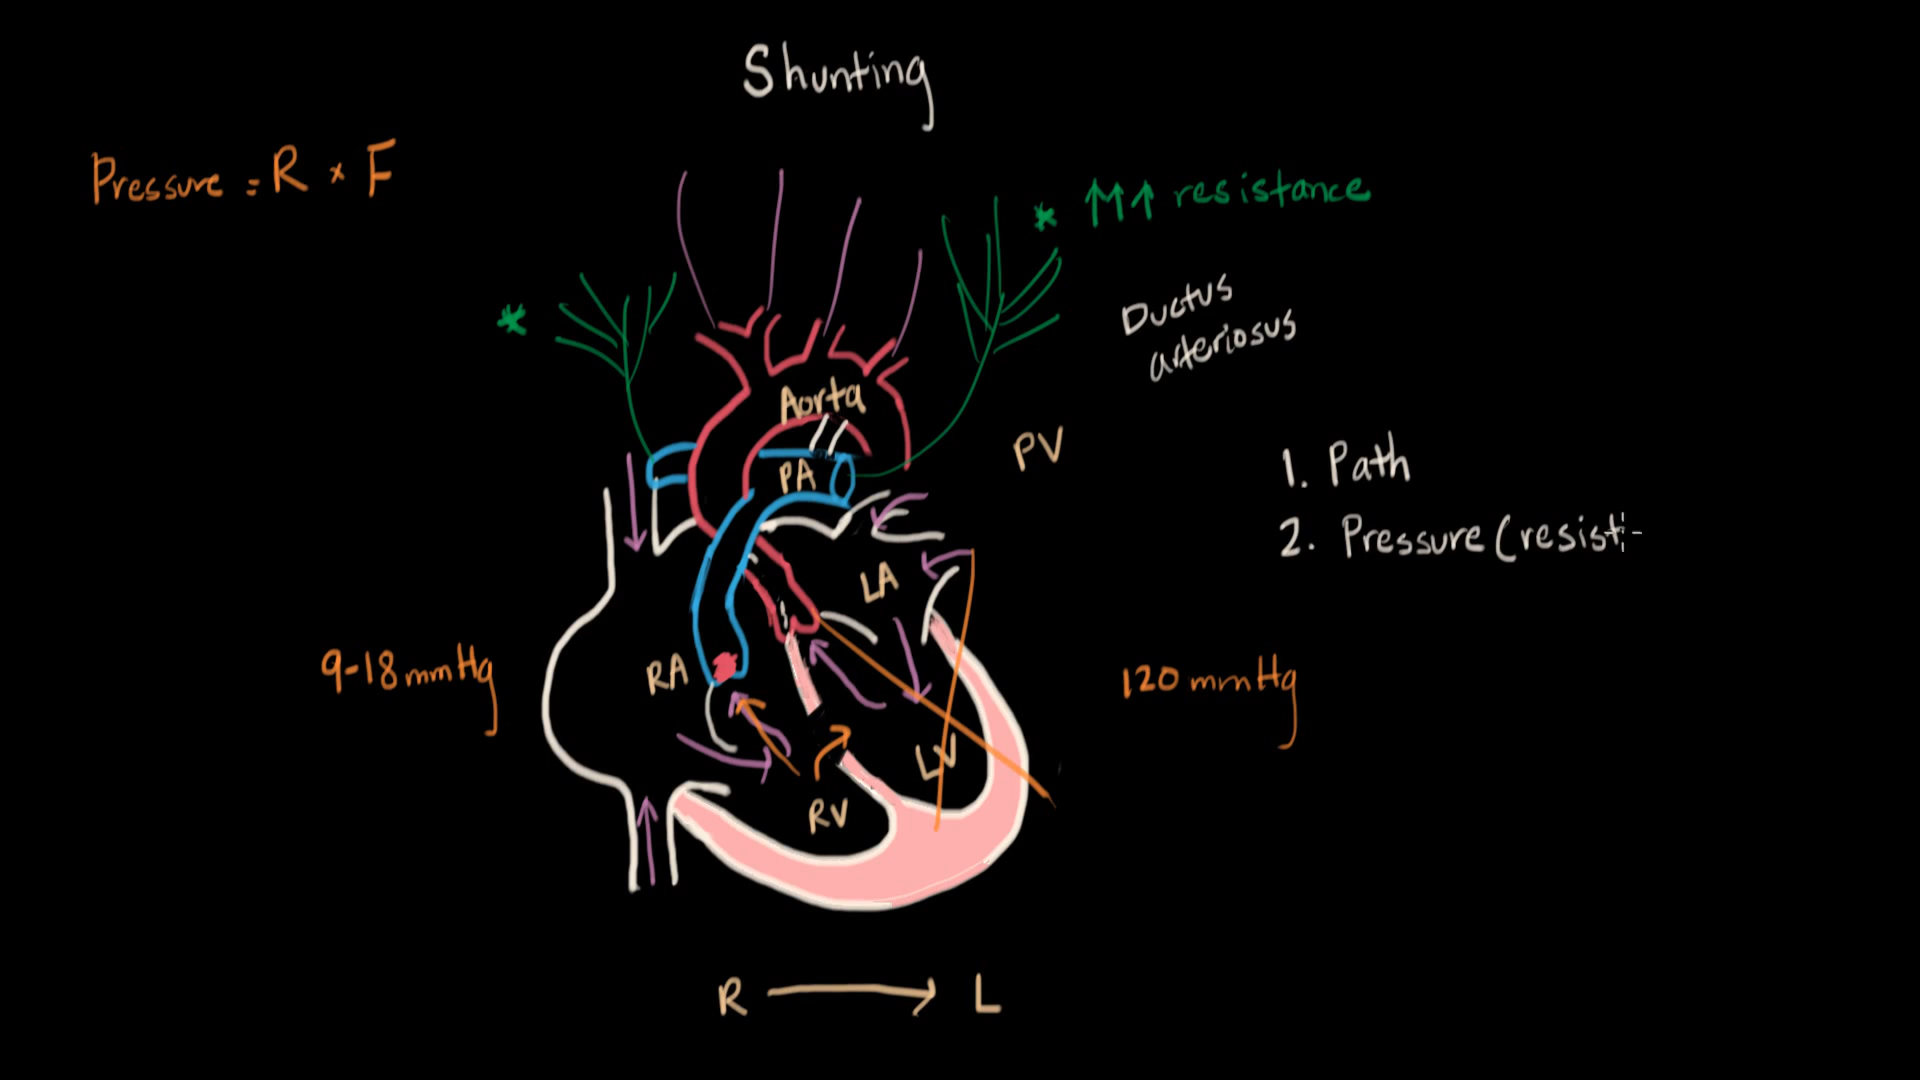 Shunting
Pressure = R × F
* ↑↑↑ resistance
*
Ductus
arteriosus
Aorta
PA
PV
1. Path
2. Pressure (resist
LA
RA
9-18 mmHg
120 mmHg
LV
RV
R → L